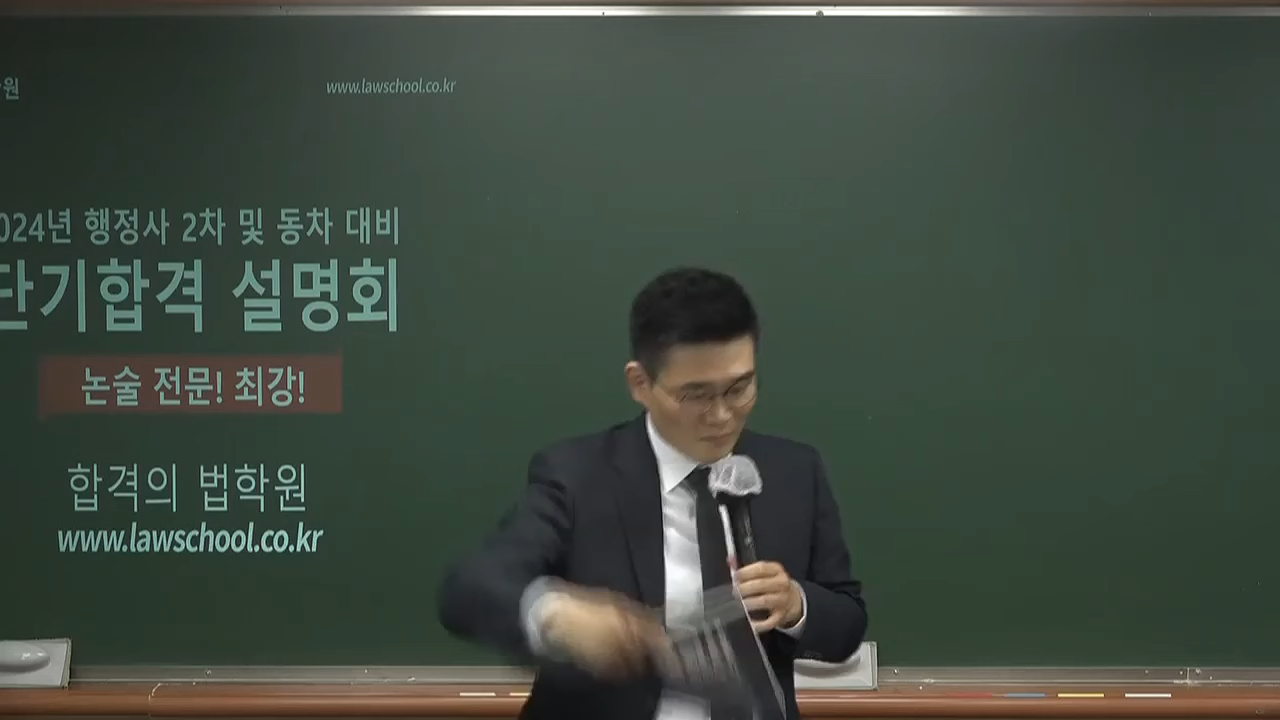 원
www.lawschool.co.kr
024년 행정사 2차 및 동차 대비
단기합격 설명회
논술 전문! 최강!
합격의 법학원
www.lawschool.co.kr